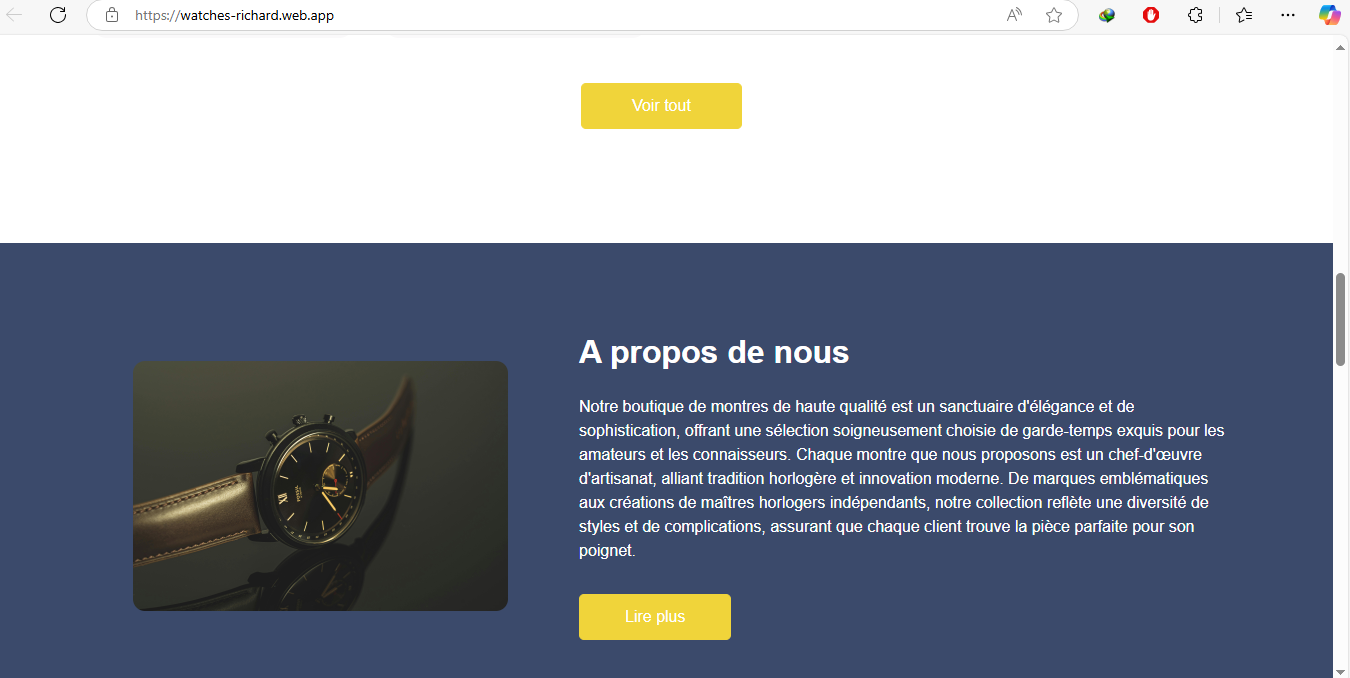 https://watches-richard.web.app
Voir tout
A propos de nous
Notre boutique de montres de haute qualité est un sanctuaire d'élégance et de
sophistication, offrant une sélection soigneusement choisie de garde-temps exquis pour les
amateurs et les connaisseurs. Chaque montre que nous proposons est un chef-d'œuvre
d'artisanat, alliant tradition horlogère et innovation moderne. De marques emblématiques
aux créations de maîtres horlogers indépendants, notre collection reflète une diversité de
styles et de complications, assurant que chaque client trouve la pièce parfaite pour son
poignet.
FOSSIL
XII
Lire plus